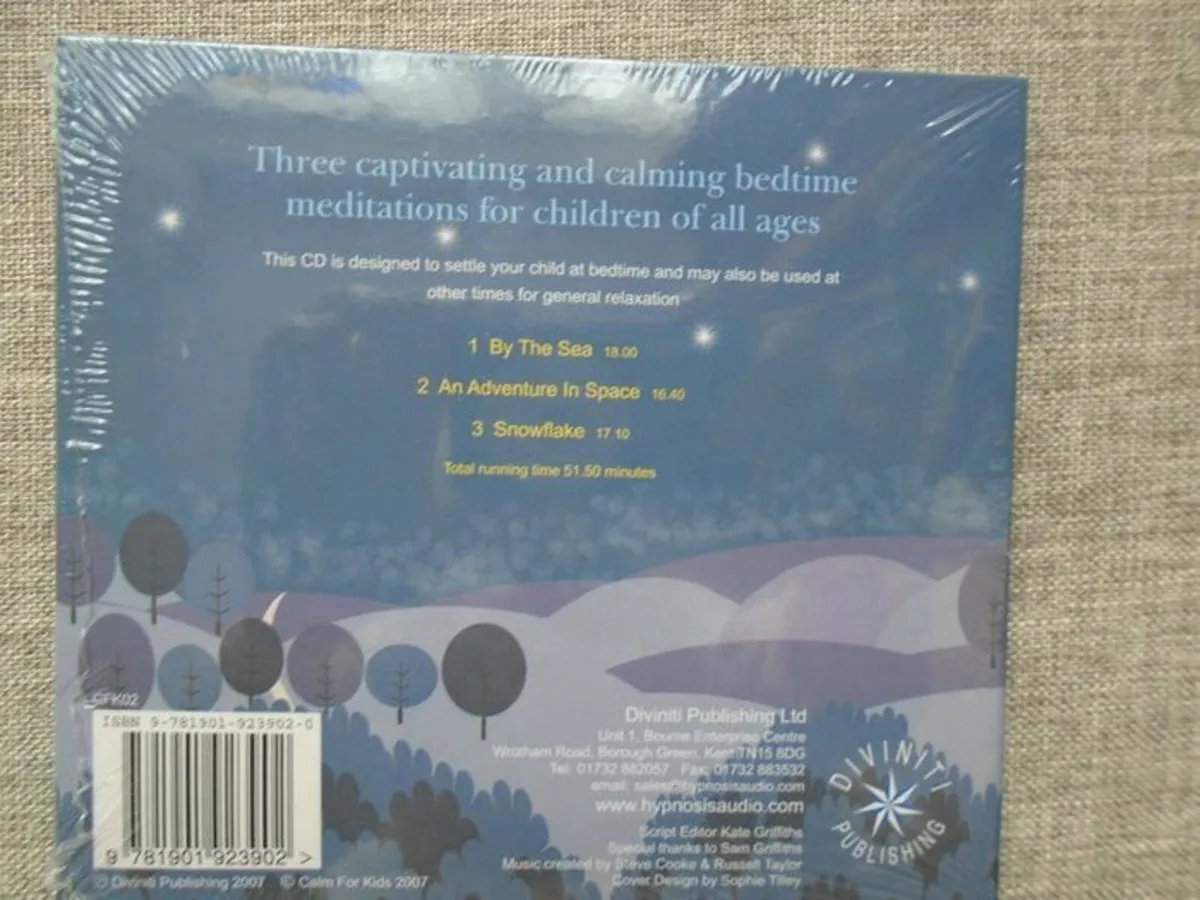 Three captivating and calming bedtime
meditations for children of all ages
This CD is designed to settle your child at bedtime and may also be used at
other times for general relaxation
1 By The Sea 18.00
2 An Adventure In Space 16.40
3 Snowflake 17.10
Total running time 51.50 minutes
CFK02
ISBN 9-781901-923902-0
9 781901 923902 >
Diviniti Publishing Ltd
Unit 1, Bourne Enterprise Centre
Wrotham Road, Borough Green, Kent TN15 8DG
Tel: 01732 882057 Fax: 01732 883532
email: sales@hypnosisaudio.com
www.hypnosisaudio.com
Script Editor Kate Griffiths
Special thanks to Sam Griffiths
Music created by Steve Cooke & Russell Taylor
Cover Design by Sophie Tilley
DIVINITI PUBLISHING
© Diviniti Publishing 2007 © Calm For Kids 2007